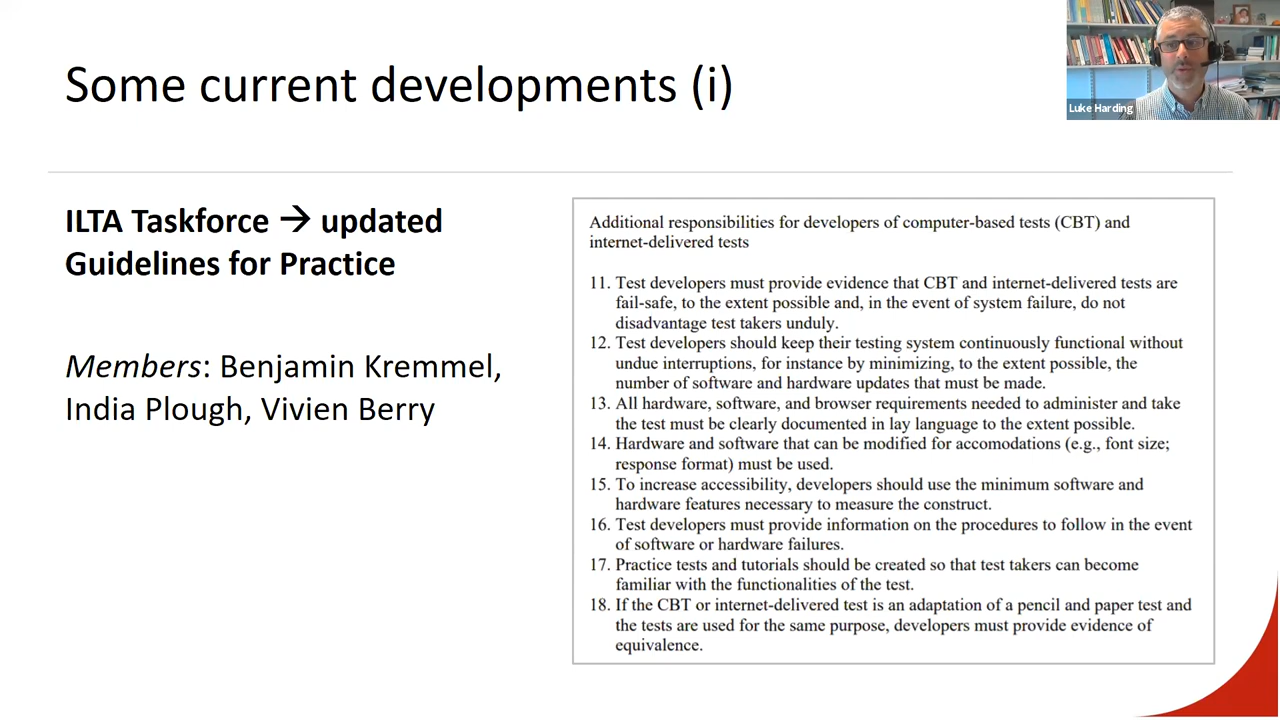 Some current developments (i)
Luke Harding
ILTA Taskforce → updated
Guidelines for Practice
Members: Benjamin Kremmel,
India Plough, Vivien Berry
Additional responsibilities for developers of computer-based tests (CBT) and
internet-delivered tests
11. Test developers must provide evidence that CBT and internet-delivered tests are
fail-safe, to the extent possible and, in the event of system failure, do not
disadvantage test takers unduly.
12. Test developers should keep their testing system continuously functional without
undue interruptions, for instance by minimizing, to the extent possible, the
number of software and hardware updates that must be made.
13. All hardware, software, and browser requirements needed to administer and take
the test must be clearly documented in lay language to the extent possible.
14. Hardware and software that can be modified for accomodations (e.g., font size;
response format) must be used.
15. To increase accessibility, developers should use the minimum software and
hardware features necessary to measure the construct.
16. Test developers must provide information on the procedures to follow in the event
of software or hardware failures.
17. Practice tests and tutorials should be created so that test takers can become
familiar with the functionalities of the test.
18. If the CBT or internet-delivered test is an adaptation of a pencil and paper test and
the tests are used for the same purpose, developers must provide evidence of
equivalence.